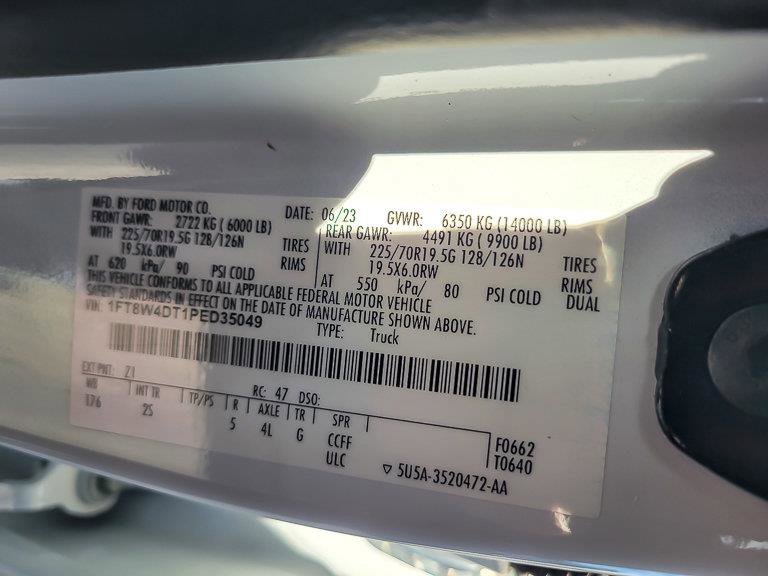 MFD. BY FORD MOTOR CO. DATE: 06/23 GVWR: 6350 KG (14000 LB)
FRONT GAWR: 2722 KG ( 6000 LB) REAR GAWR: 4491 KG ( 9900 LB)
WITH 225/70R19.5G 128/126N TIRES WITH 225/70R19.5G 128/126N TIRES
19.5X6.0RW RIMS 19.5X6.0RW RIMS
AT 620 kPa/ 90 PSI COLD AT 550 kPa/ 80 PSI COLD DUAL
THIS VEHICLE CONFORMS TO ALL APPLICABLE FEDERAL MOTOR VEHICLE
SAFETY STANDARDS IN EFFECT ON THE DATE OF MANUFACTURE SHOWN ABOVE.
VIN: 1FT8W4DT1PED35049
TYPE: Truck
EXT PNT: Z1 RC: 47 DSO:
WB INT TR TP/PS R AXLE TR SPR
176 2S 5 4L G CCFF
ULC
F0662
T0640
5U5A-3520472-AA